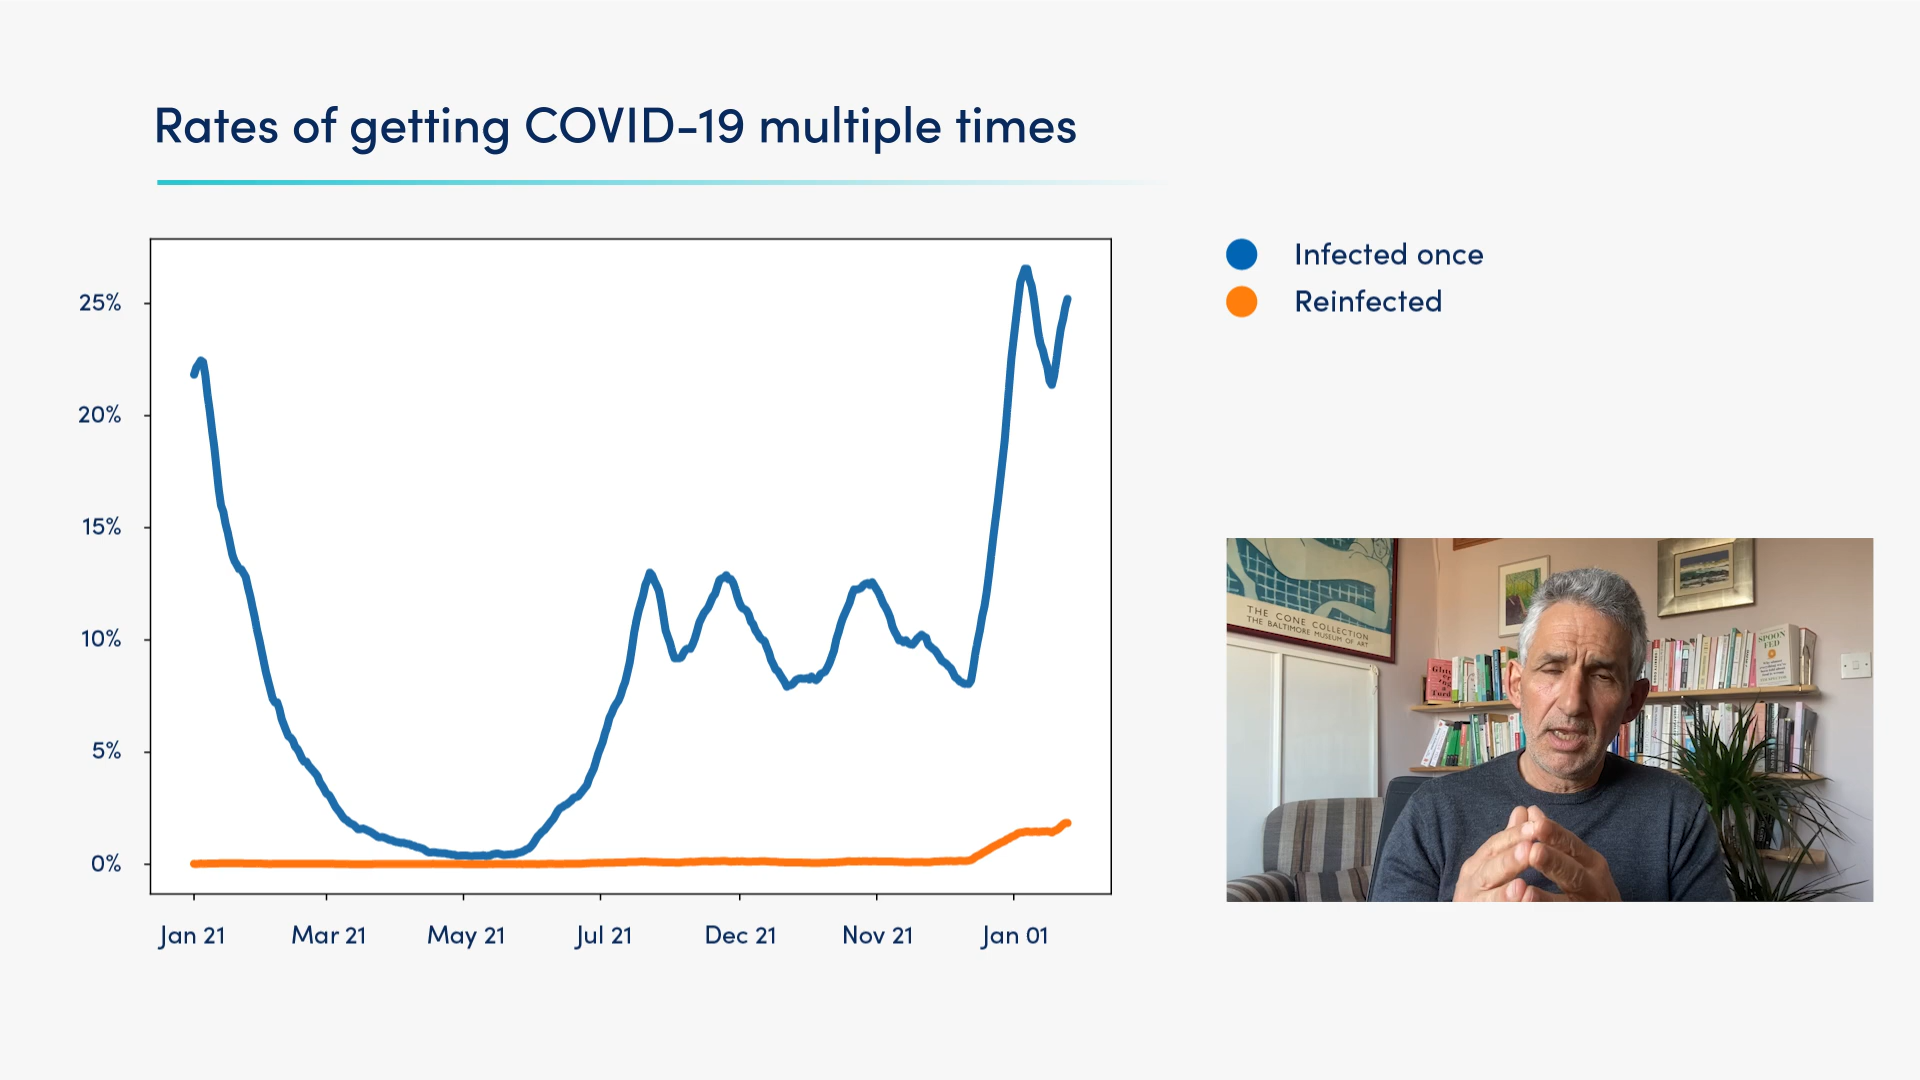 Rates of getting COVID-19 multiple times
25%
20%
15%
10%
5%
0%
Jan 21 Mar 21 May 21 Jul 21 Dec 21 Nov 21 Jan 01
Infected once
Reinfected
THE CONE COLLECTION
THE BALTIMORE MUSEUM OF ART
SPOON
FED